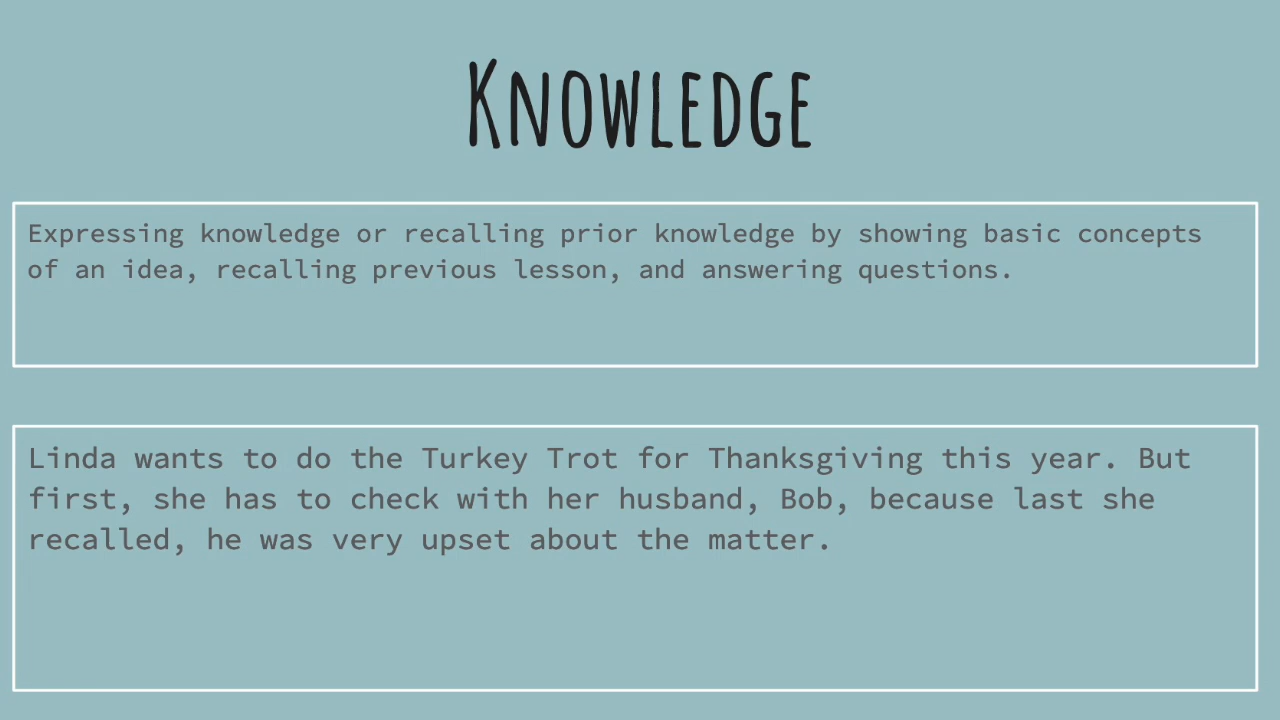 Knowledge
Expressing knowledge or recalling prior knowledge by showing basic concepts
of an idea, recalling previous lesson, and answering questions.
Linda wants to do the Turkey Trot for Thanksgiving this year. But
first, she has to check with her husband, Bob, because last she
recalled, he was very upset about the matter.